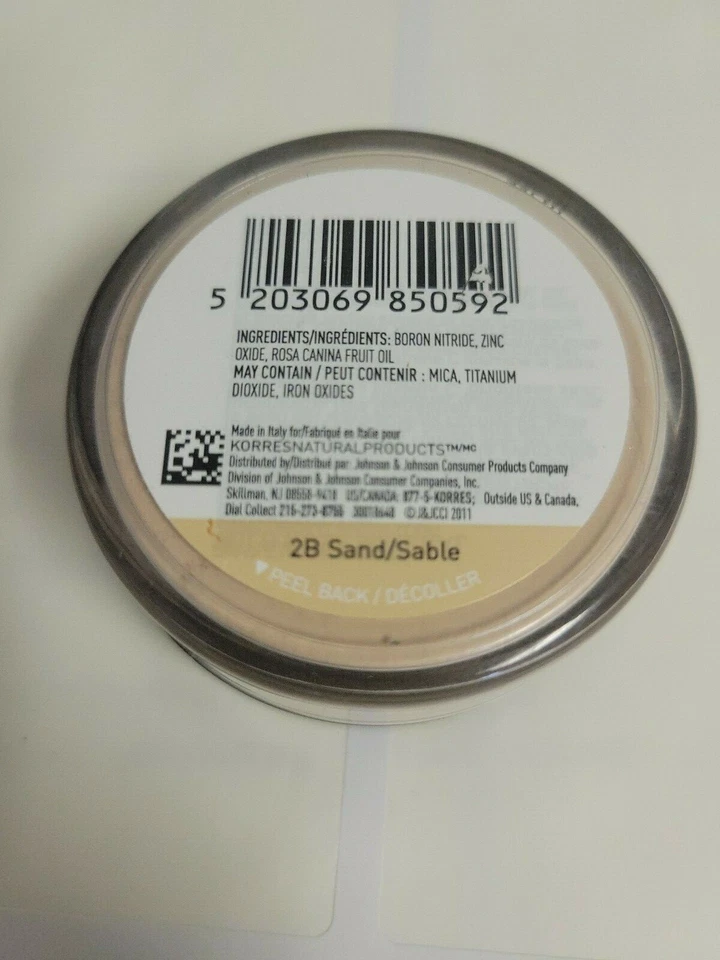 5 203069 850592
INGREDIENTS/INGRÉDIENTS: BORON NITRIDE, ZINC
OXIDE, ROSA CANINA FRUIT OIL
MAY CONTAIN / PEUT CONTENIR : MICA, TITANIUM
DIOXIDE, IRON OXIDES
Made in Italy for/Fabriqué en Italie pour
KORRESNATURALPRODUCTS™/MC
Distributed by/Distribué par Johnson & Johnson Consumer Products Company
Division of Johnson & Johnson Consumer Companies, Inc.
Skillman, NJ 08558-9418 US/CANADA: 877-5-KORRES; Outside US & Canada,
Dial Collect 215-273-8755 ©J&JCCI 2011
2B Sand/Sable
PEEL BACK / DÉCOLLER